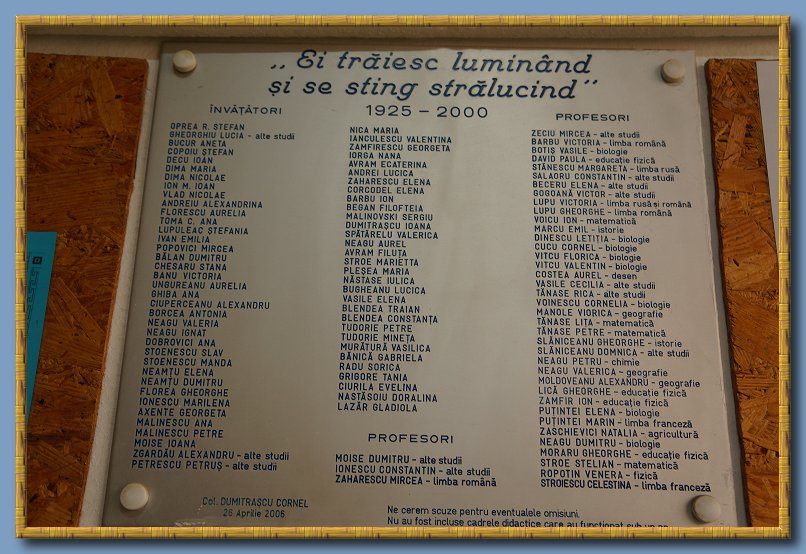 „Ei trăiesc luminând
și se sting strălucind”
1925 – 2000
ÎNVĂȚĂTORI
OPREA R. ȘTEFAN
GHEORGHIU LUCIA - alte studii
BUCUR ANETA
COPOIU ȘTEFAN
DECU IOAN
DIMA MARIA
DIMA NICOLAE
ION M. IOAN
VLAD NICOLAE
ANDREIU ALEXANDRINA
FLORESCU AURELIA
TOMA C. ANA
LUPULEAC ȘTEFANIA
IVAN EMILIA
POPOVICI MIRCEA
BĂLAN DUMITRU
CHESARU STANA
BANU VICTORIA
UNGUREANU AURELIA
GHIBA ANA
CIUPERCEANU ALEXANDRU
BORCEA ANTONIA
NEAGU VALERIA
NEAGU IGNAT
DOBROVICI ANA
STOENESCU SLAV
STOENESCU MANDA
NEAMȚU ELENA
NEAMȚU DUMITRU
FLOREA GHEORGHE
IONESCU MARILENA
AXENTE GEORGETA
MALINESCU ANA
MALINESCU PETRE
MOISE IOANA
ZGARDĂU ALEXANDRU - alte studii
PETRESCU PETRUȘ - alte studii
NICA MARIA
IANCULESCU VALENTINA
ZAMFIRESCU GEORGETA
IORGA NANA
AVRAM ECATERINA
ANDREI LUCICA
ZAHARESCU ELENA
CORCODEL ELENA
BARBU ION
BEGAN FILOFTEIA
MALINOVSKI SERGIU
DUMITRAȘCU IOANA
SPĂTĂRELU VALERICA
NEAGU AUREL
AVRAM FILUȚA
STROE MARIETTA
PLEȘEA MARIA
NĂSTASE IULICA
BUGHEANU LUCICA
VASILE ELENA
BLENDEA TRAIAN
BLENDEA CONSTANȚA
TUDORIE PETRE
TUDORIE MINEȚA
MURĂTURĂ VASILICA
BĂNICĂ GABRIELA
RADU SORICA
GRIGORE TANIA
CIURILA EVELINA
NASTĂSOIU DORALINA
LAZĂR GLADIOLA
PROFESORI
MOISE DUMITRU - alte studii
IONESCU CONSTANTIN - alte studii
ZAHARESCU MIRCEA - limba română
PROFESORI
ZECIU MIRCEA - alte studii
BARBU VICTORIA - limba română
BOTIȘ VASILE - biologie
DAVID PAULA - educație fizică
STĂNESCU MARGARETA - limba rusă
SALAORU CONSTANTIN - alte studii
BECERU ELENA - alte studii
GOGOANĂ VICTOR - alte studii
LUPU VICTORIA - limba rusă și română
LUPU GHEORGHE - limba română
VOICU ION - matematică
MARCU EMIL - istorie
DINESCU LETIȚIA - biologie
CUCU CORNEL - biologie
VITCU FLORICA - biologie
VITCU VALENTIN - biologie
COSTEA AUREL - desen
VASILE CECILIA - alte studii
TĂNASE RICA - alte studii
VOINESCU CORNELIA - biologie
MANOLE VIORICA - geografie
TĂNASE LIȚA - matematică
TĂNASE PETRE - matematică
SLĂNICEANU GHEORGHE - istorie
SLĂNICEANU DOMNICA - alte studii
NEAGU PETRU - chimie
NEAGU VALERICA - geografie
MOLDOVEANU ALEXANDRU - geografie
LICĂ GHEORGHE - educație fizică
ZAMFIR ION - educație fizică
PUTINTEI ELENA - biologie
PUTINTEI MARIN - limba franceză
ZASCHIEVICI NATALIA - agricultură
NEAGU DUMITRU - biologie
MORARU GHEORGHE - educație fizică
STROE STELIAN - matematică
ROPOTIN VENERA - fizică
STROIESCU CELESTINA - limba franceză
Col. DUMITRAȘCU CORNEL
26 Aprilie 2006
Ne cerem scuze pentru eventualele omisiuni.
Nu au fost incluse cadrele didactice care au funcționat sub un